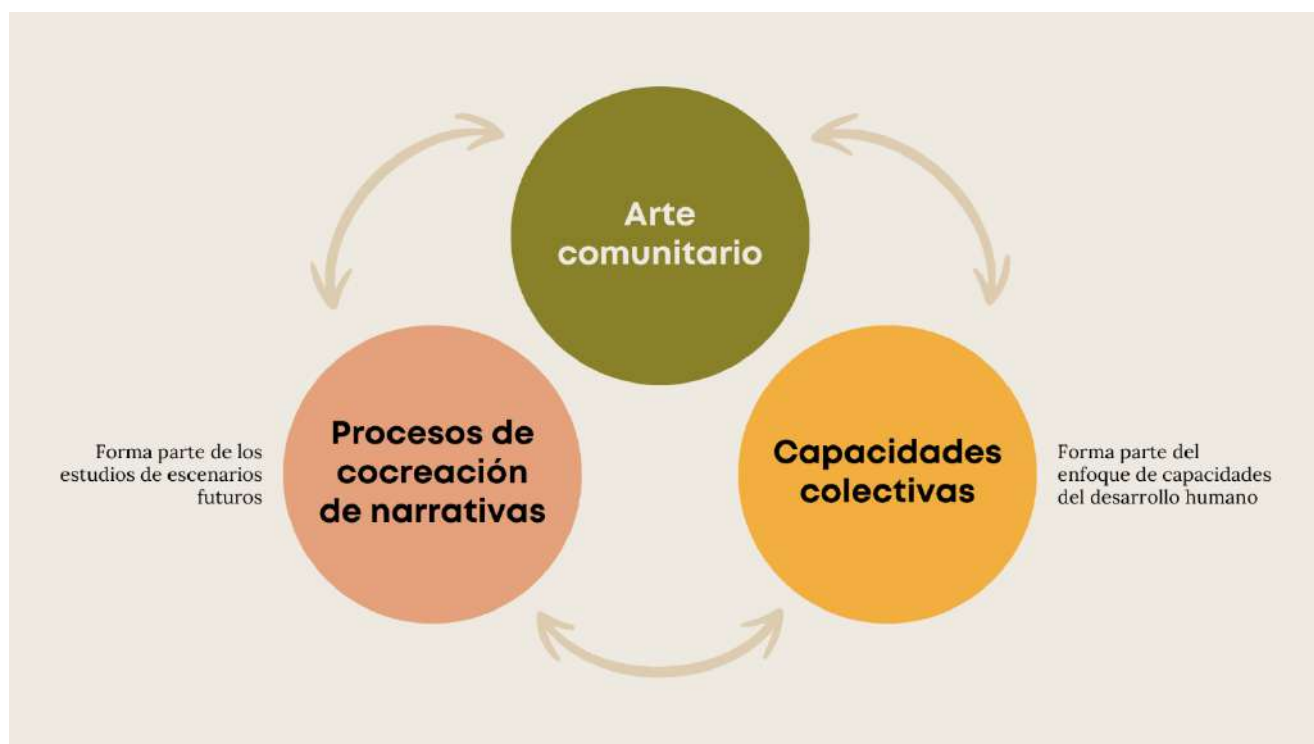 Arte
comunitario
Procesos de
cocreación
de narrativas
Forma parte de los
estudios de escenarios
futuros
Capacidades
colectivas
Forma parte del
enfoque de capacidades
del desarrollo humano